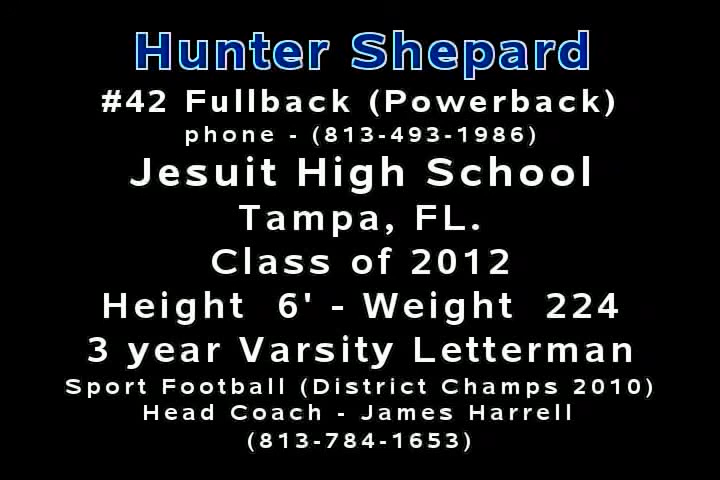 Hunter Shepard
#42 Fullback (Powerback)
phone - (813-493-1986)
Jesuit High School
Tampa, FL.
Class of 2012
Height  6' - Weight  224
3 year Varsity Letterman
Sport Football (District Champs 2010)
Head Coach - James Harrell
(813-784-1653)